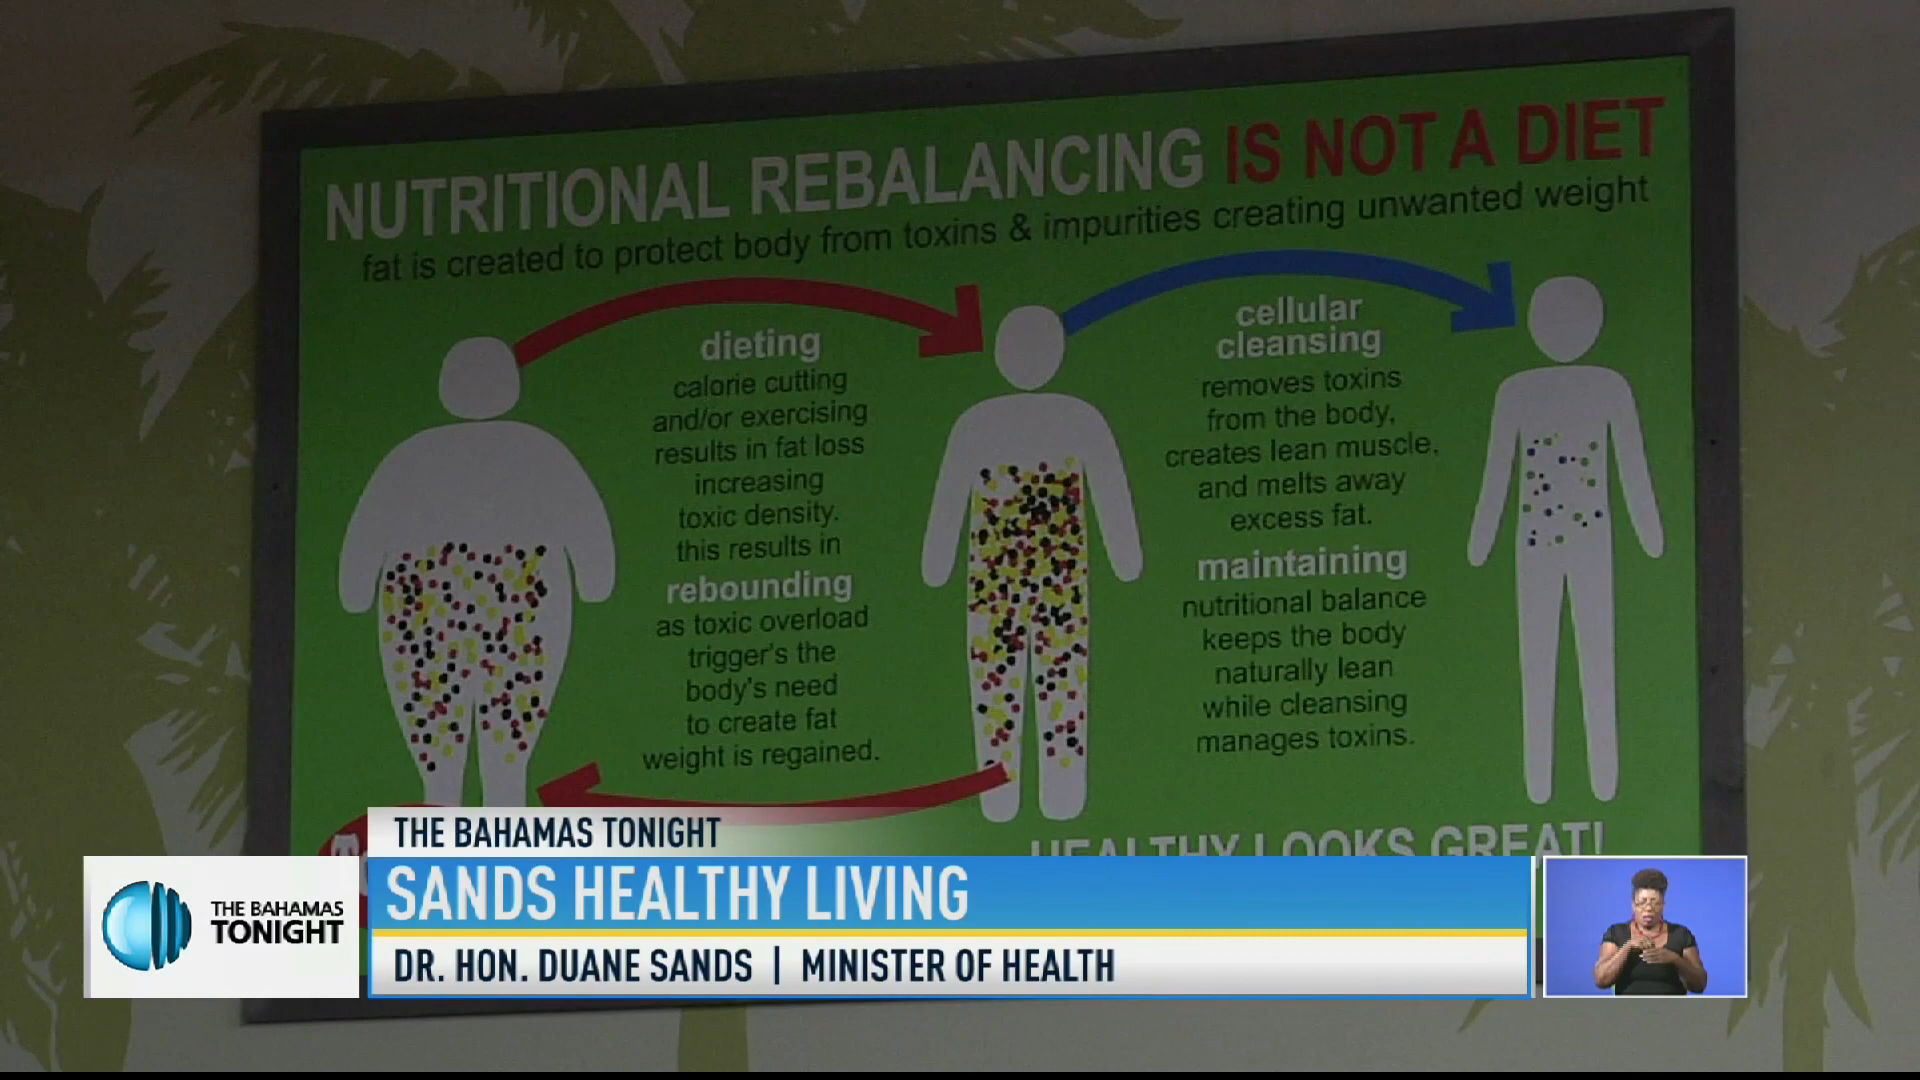 NUTRITIONAL REBALANCING IS NOT A DIET
fat is created to protect body from toxins & impurities creating unwanted weight
dieting
calorie cutting
and/or exercising
results in fat loss
increasing
toxic density.
this results in
rebounding
as toxic overload
trigger's the
body's need
to create fat
weight is regained.
cellular
cleansing
removes toxins
from the body,
creates lean muscle,
and melts away
excess fat.
maintaining
nutritional balance
keeps the body
naturally lean
while cleansing
manages toxins.
HEALTHY LOOKS GREAT!
THE BAHAMAS TONIGHT
SANDS HEALTHY LIVING
DR. HON. DUANE SANDS | MINISTER OF HEALTH
THE BAHAMAS
TONIGHT